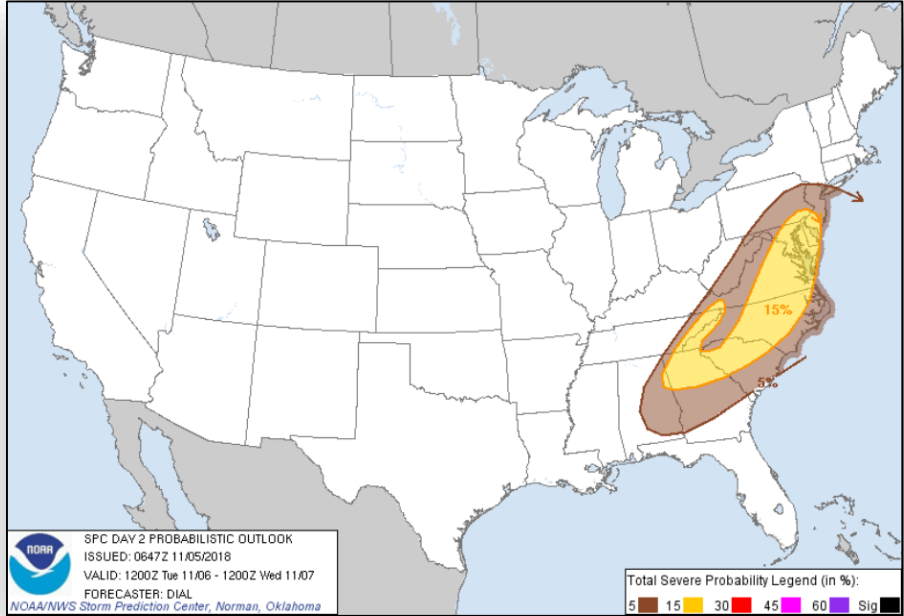 15%
5%
NOAA
SPC DAY 2 PROBABILISTIC OUTLOOK
ISSUED: 0647Z 11/05/2018
VALID: 1200Z Tue 11/06 - 1200Z Wed 11/07
FORECASTER: DIAL
NOAA/NWS Storm Prediction Center, Norman, Oklahoma
Total Severe Probability Legend (in %):
5 15 30 45 60 Sig